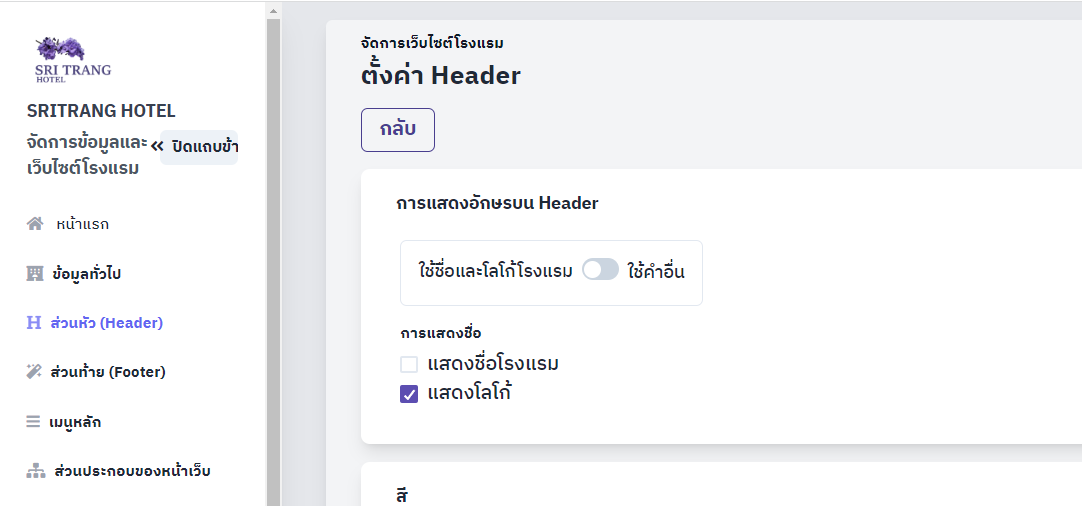 SRI TRANG
HOTEL
SRITRANG HOTEL
จัดการข้อมูลและ
เว็บไซต์โรงแรม
ปิดแถบข้า
หน้าแรก
ข้อมูลทั่วไป
H ส่วนหัว (Header)
ส่วนท้าย (Footer)
เมนูหลัก
ส่วนประกอบของหน้าเว็บ
จัดการเว็บไซต์โรงแรม
ตั้งค่า Header
กลับ
การแสดงอักษรบน Header
ใช้ชื่อและโลโก้โรงแรม ใช้คำอื่น
การแสดงชื่อ
แสดงชื่อโรงแรม
แสดงโลโก้
สี